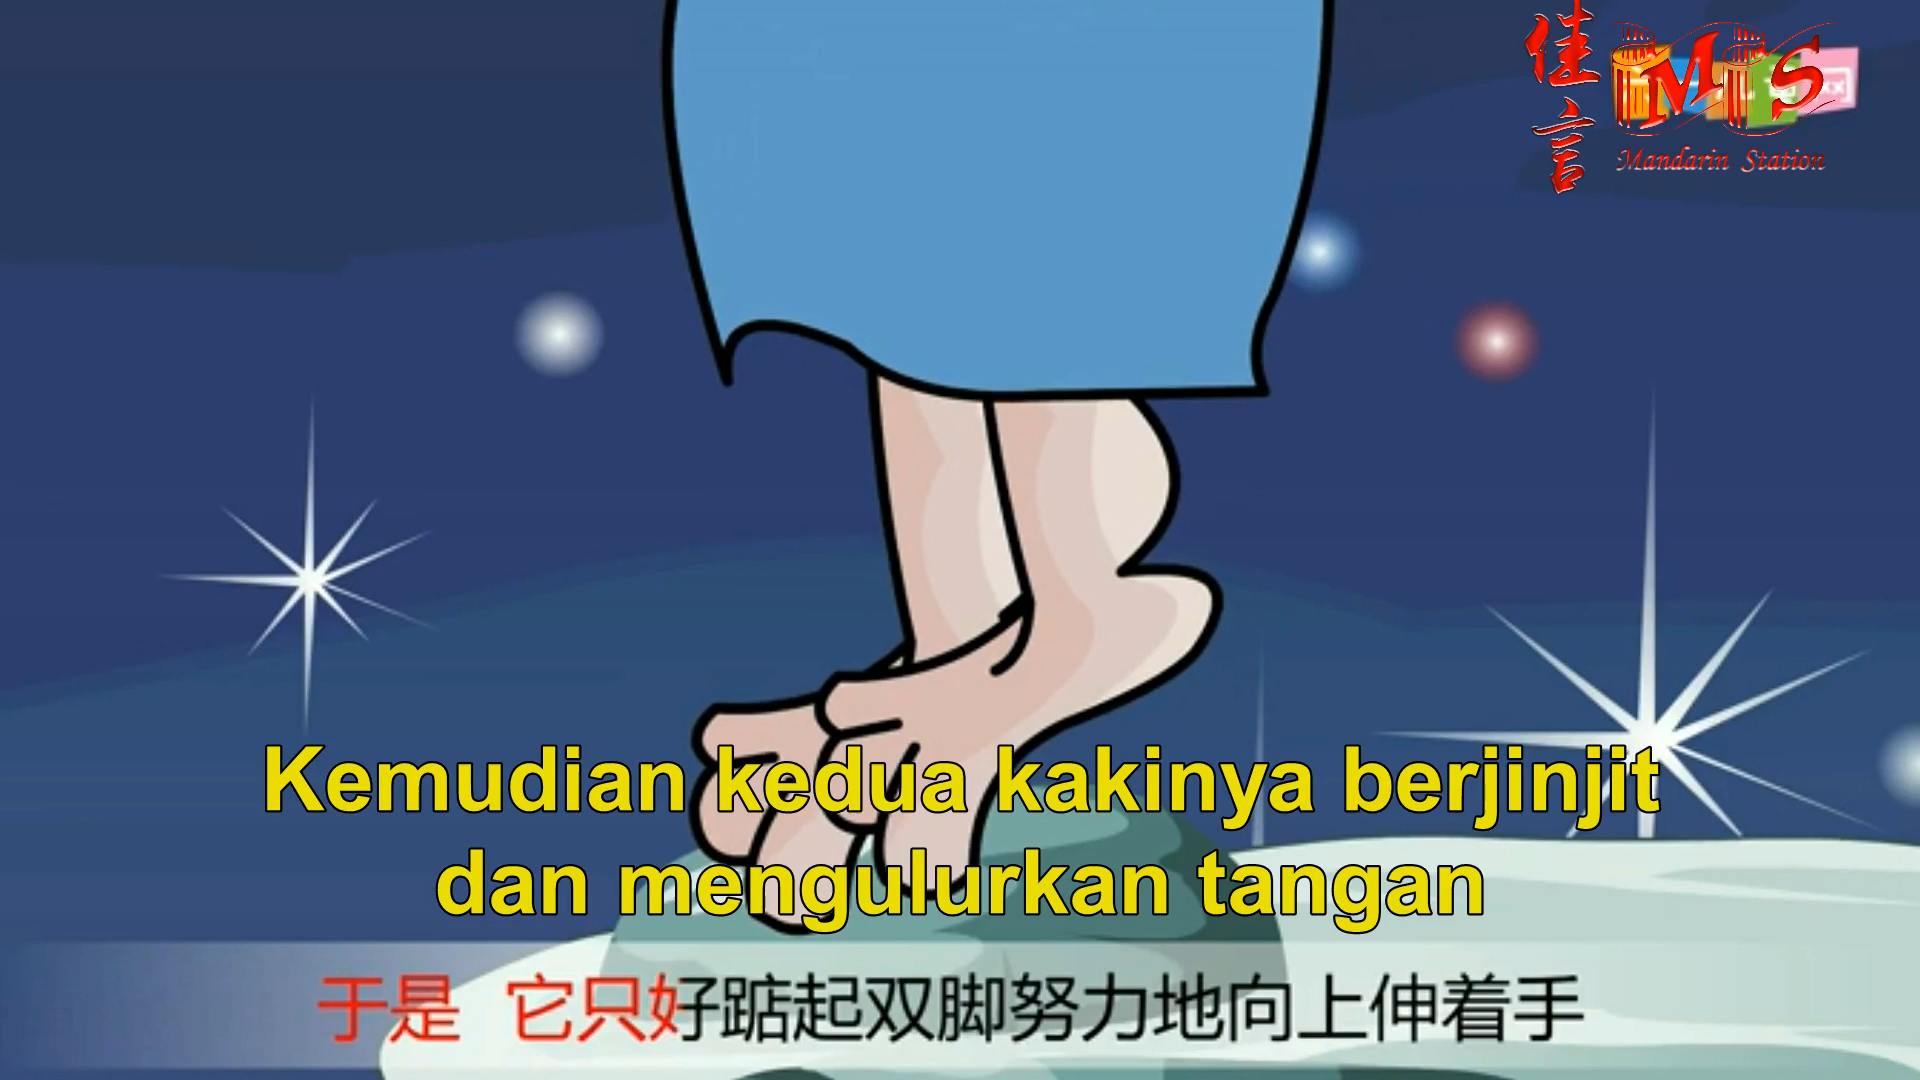 佳言
MS
Mandarin Station
Kemudian kedua kakinya berjinjit
dan mengulurkan tangan
于是 它只好踮起双脚努力地向上伸着手